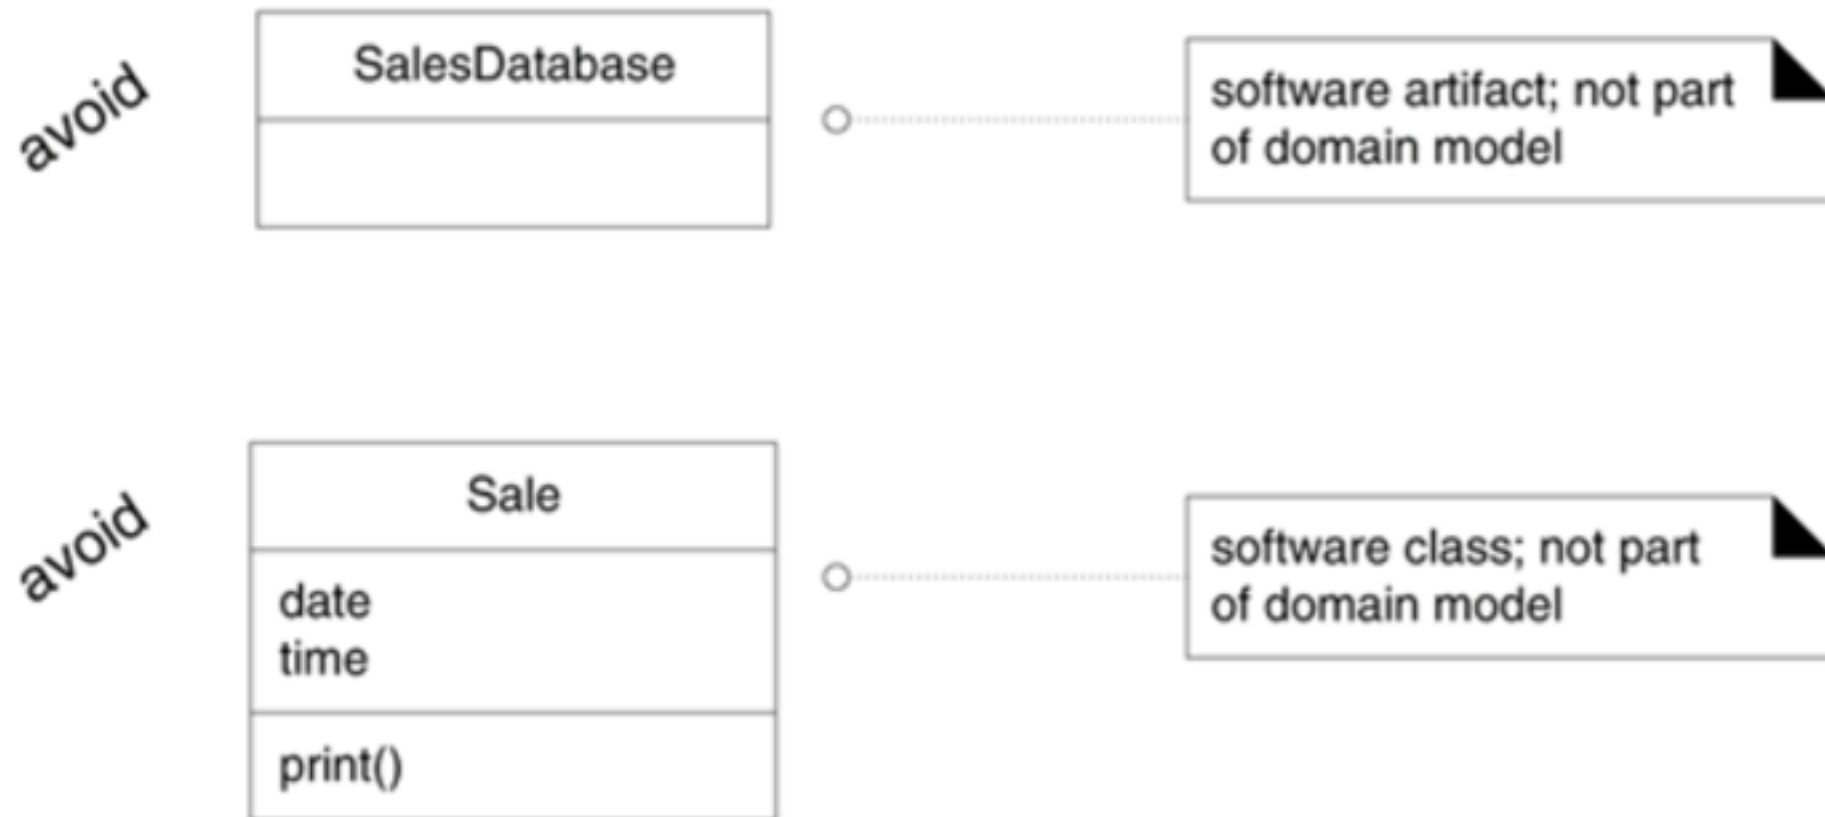 avoid
SalesDatabase
software artifact; not part
of domain model
avoid
Sale
date
time
print()
software class; not part
of domain model